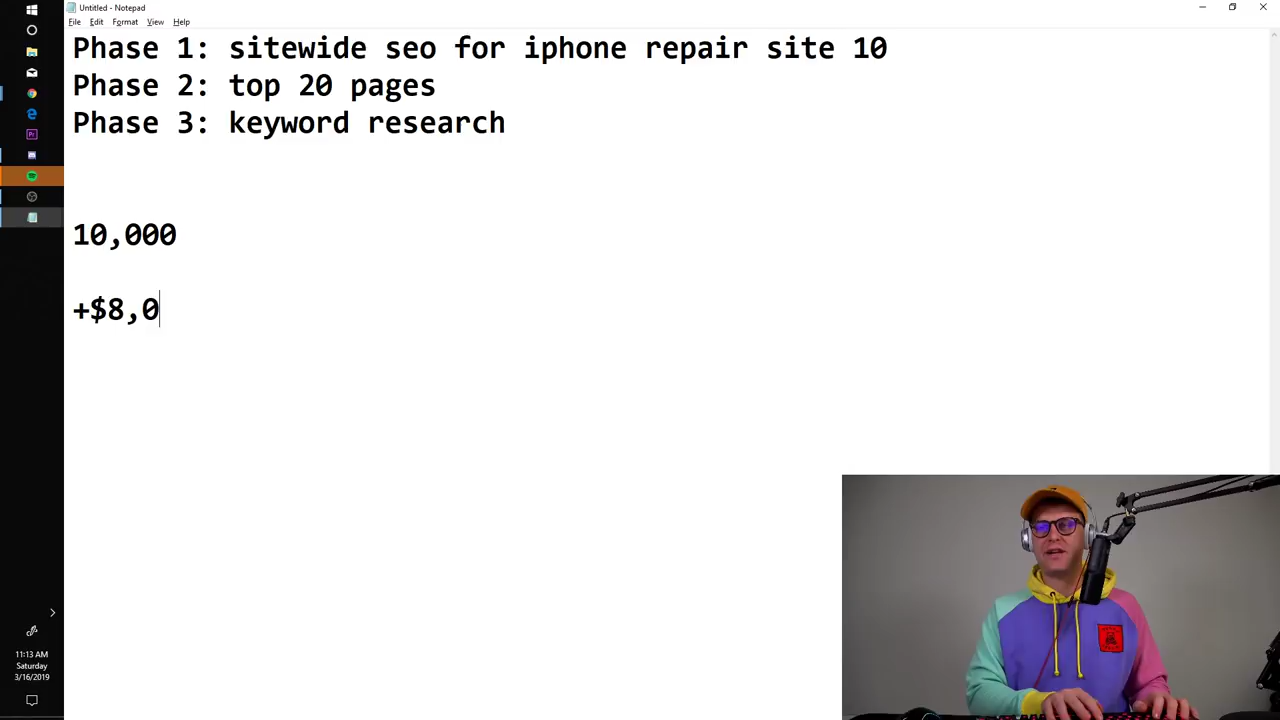 Untitled - Notepad
File Edit Format View Help
Phase 1: sitewide seo for iphone repair site 10
Phase 2: top 20 pages
Phase 3: keyword research
10,000
+$8,0
11:13 AM
Saturday
3/16/2019